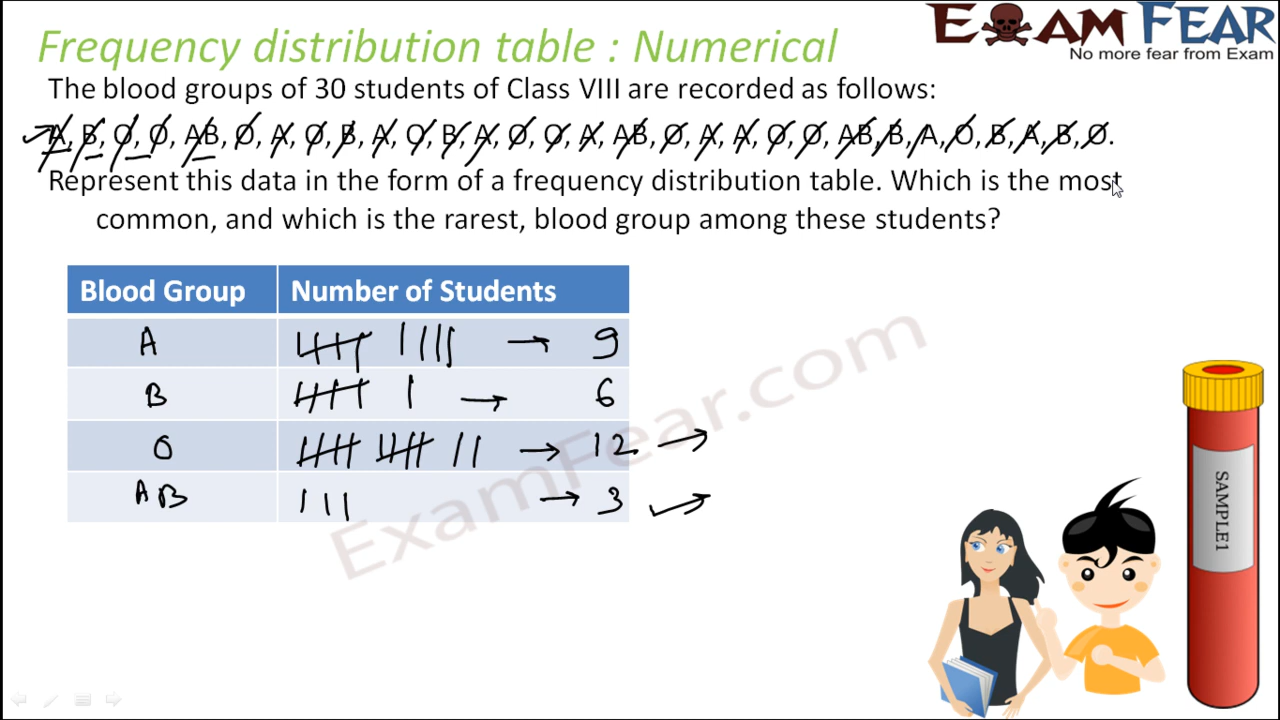 EXAMFEAR
No more fear from Exam
Frequency distribution table : Numerical
The blood groups of 30 students of Class VIII are recorded as follows:
A, B, O, O, AB, O, A, O, B, A, O, B, A, O, O, A, AB, O, A, A, O, O, AB, B, A, O, B, A, B, O.
Represent this data in the form of a frequency distribution table. Which is the most
common, and which is the rarest, blood group among these students?
Blood Group Number of Students
A 9
B 6
O 12
AB 3
ExamFear.com
SAMPLE1